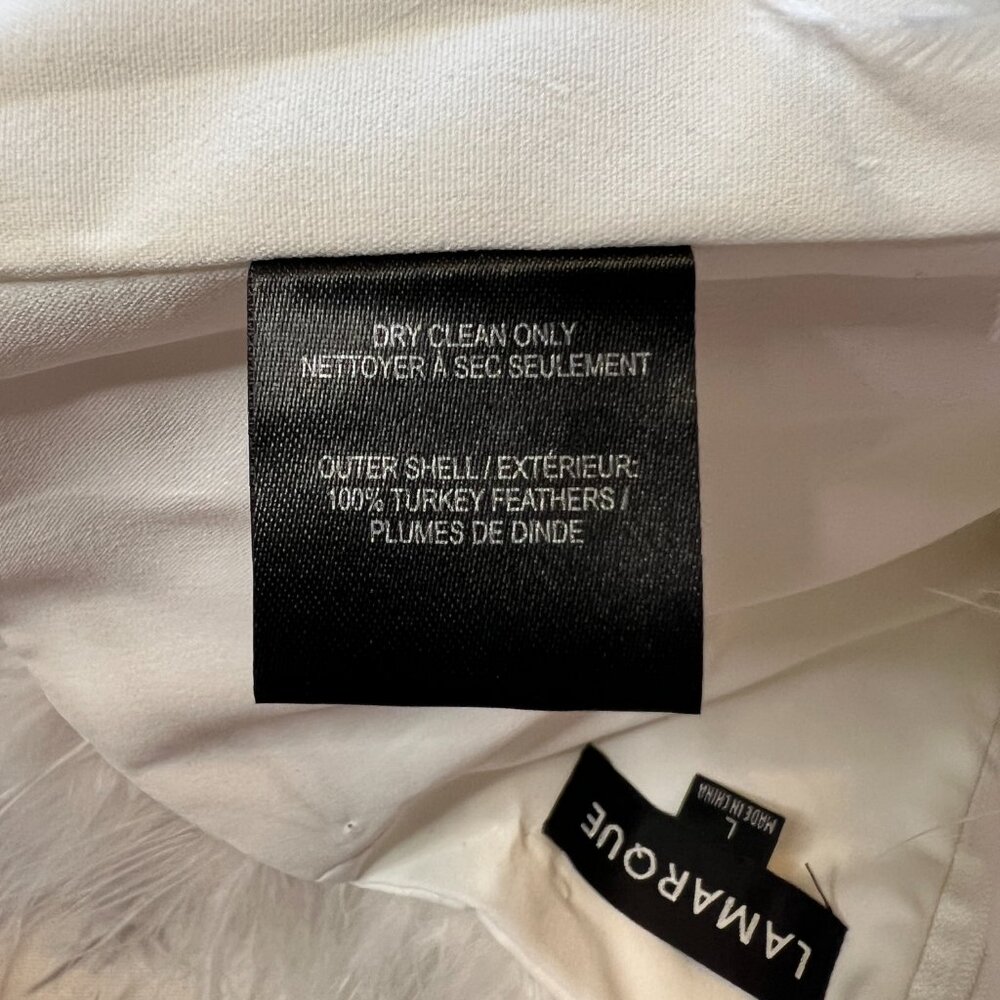 DRY CLEAN ONLY
NETTOYER À SEC SEULEMENT
OUTER SHELL / EXTÉRIEUR:
100% TURKEY FEATHERS /
PLUMES DE DINDE
LAMARQUE
L
MADE IN CHINA